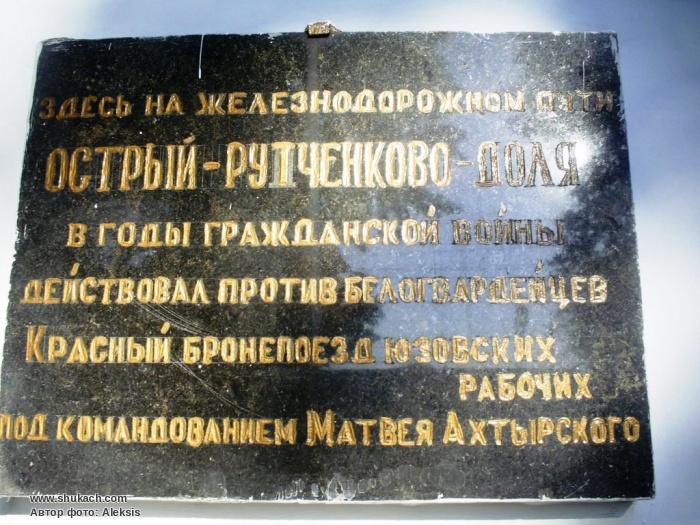 ЗДЕСЬ НА ЖЕЛЕЗНОДОРОЖНОМ ПУТИ
ОСТРЫЙ-РУТЧЕНКОВО-ДОЛЯ
В ГОДЫ ГРАЖДАНСКОЙ ВОЙНЫ
ДЕЙСТВОВАЛ ПРОТИВ БЕЛОГВАРДЕЙЦЕВ
КРАСНЫЙ БРОНЕПОЕЗД ЮЗОВСКИХ
РАБОЧИХ
ПОД КОМАНДОВАНИЕМ МАТВЕЯ АХТЫРСКОГО
www.shukach.com
Автор фото: Aleksis